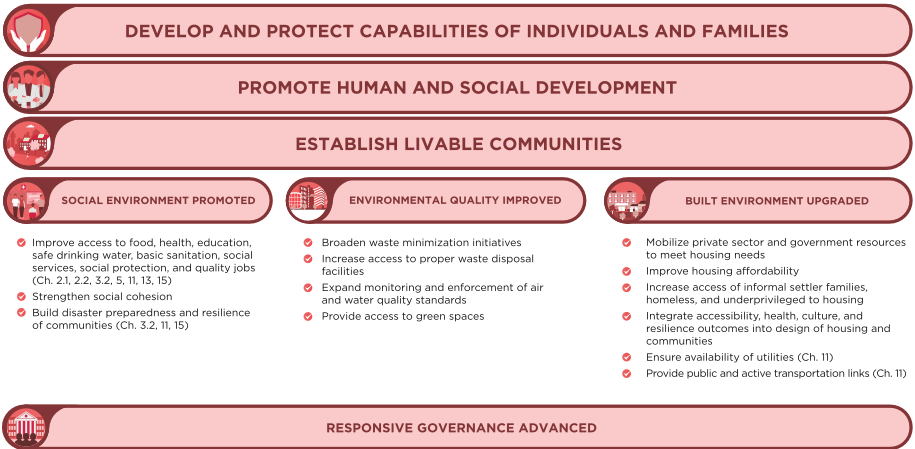 DEVELOP AND PROTECT CAPABILITIES OF INDIVIDUALS AND FAMILIES
PROMOTE HUMAN AND SOCIAL DEVELOPMENT
ESTABLISH LIVABLE COMMUNITIES
SOCIAL ENVIRONMENT PROMOTED
Improve access to food, health, education,
safe drinking water, basic sanitation, social
services, social protection, and quality jobs
(Ch. 2.1, 2.2, 3.2, 5, 11, 13, 15)
Strengthen social cohesion
Build disaster preparedness and resilience
of communities (Ch. 3.2, 11, 15)
ENVIRONMENTAL QUALITY IMPROVED
Broaden waste minimization initiatives
Increase access to proper waste disposal
facilities
Expand monitoring and enforcement of air
and water quality standards
Provide access to green spaces
BUILT ENVIRONMENT UPGRADED
Mobilize private sector and government resources
to meet housing needs
Improve housing affordability
Increase access of informal settler families,
homeless, and underprivileged to housing
Integrate accessibility, health, culture, and
resilience outcomes into design of housing and
communities
Ensure availability of utilities (Ch. 11)
Provide public and active transportation links (Ch. 11)
RESPONSIVE GOVERNANCE ADVANCED